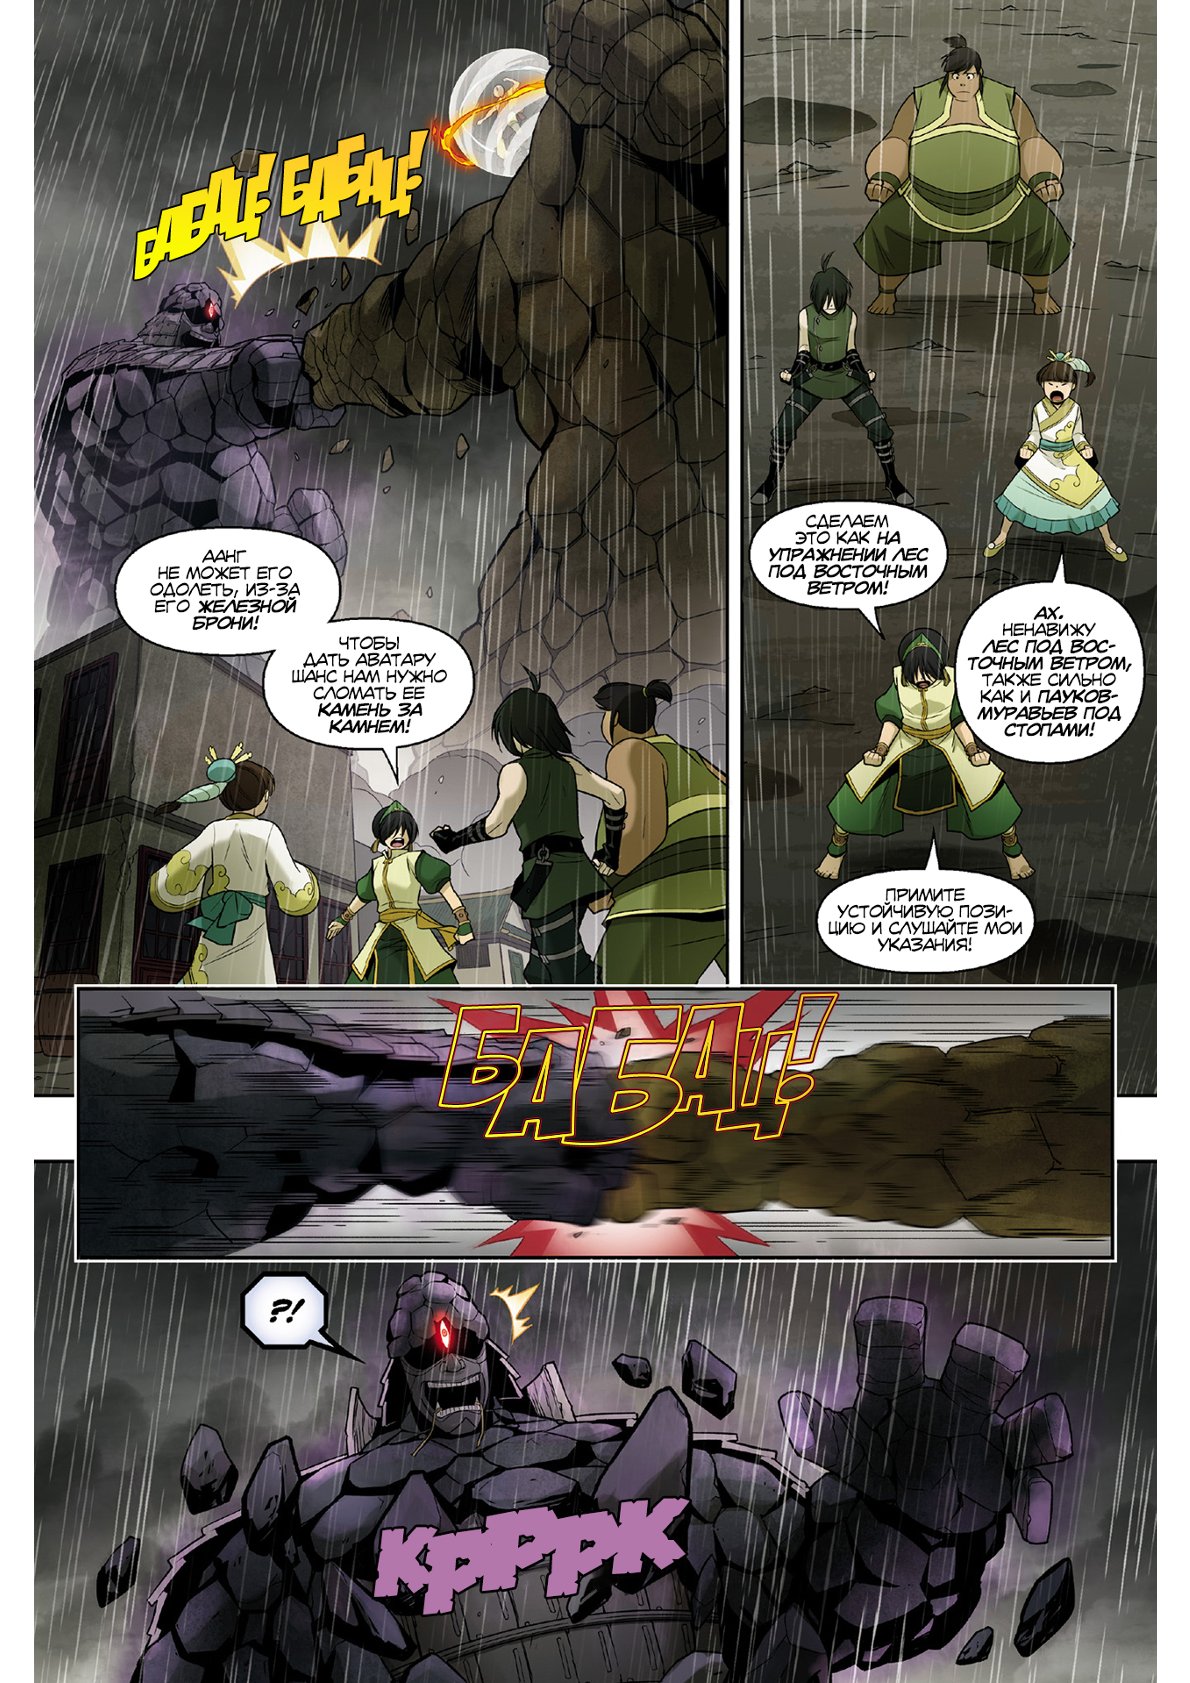 БАБАЦ! БАБАЦ!
ААНГ
НЕ МОЖЕТ ЕГО
ОДОЛЕТЬ, ИЗ-ЗА
ЕГО ЖЕЛЕЗНОЙ
БРОНИ!
ЧТОБЫ
ДАТЬ АВАТАРУ
ШАНС НАМ НУЖНО
СЛОМАТЬ ЕЕ
КАМЕНЬ ЗА
КАМНЕМ!
СДЕЛАЕМ
ЭТО КАК НА
УПРАЖНЕНИИ ЛЕС
ПОД ВОСТОЧНЫМ
ВЕТРОМ!
АХ.
НЕНАВИЖУ
ЛЕС ПОД ВОС-
ТОЧНЫМ ВЕТРОМ,
ТАКЖЕ СИЛЬНО
КАК И ПАУКОВ-
МУРАВЬЕВ ПОД
СТОПАМИ!
ПРИМИТЕ
УСТОЙЧИВУЮ ПОЗИ-
ЦИЮ И СЛУШАЙТЕ МОИ
УКАЗАНИЯ!
БАБАЦ!
?!
КРРРРК